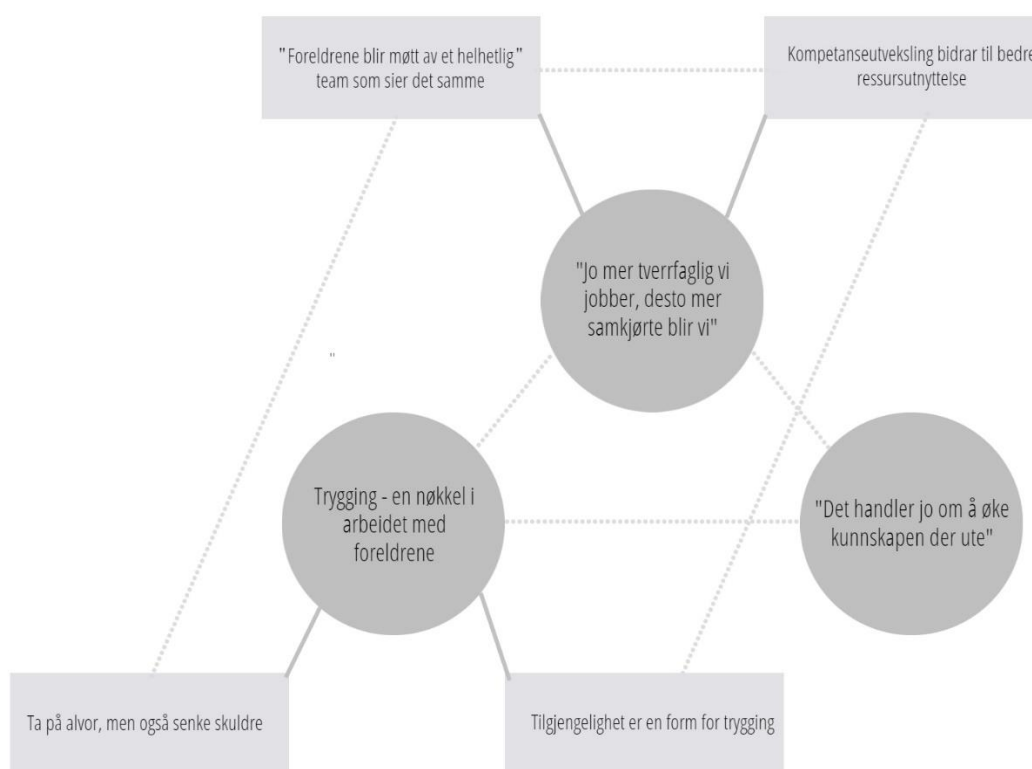 "Foreldrene blir møtt av et helhetlig"
team som sier det samme
Kompetanseutveksling bidrar til bedre
ressursutnyttelse
"Jo mer tverrfaglig vi
jobber, desto mer
samkjørte blir vi"
"
Trygging - en nøkkel i
arbeidet med
foreldrene
"Det handler jo om å øke
kunnskapen der ute"
Ta på alvor, men også senke skuldre
Tilgjengelighet er en form for trygging